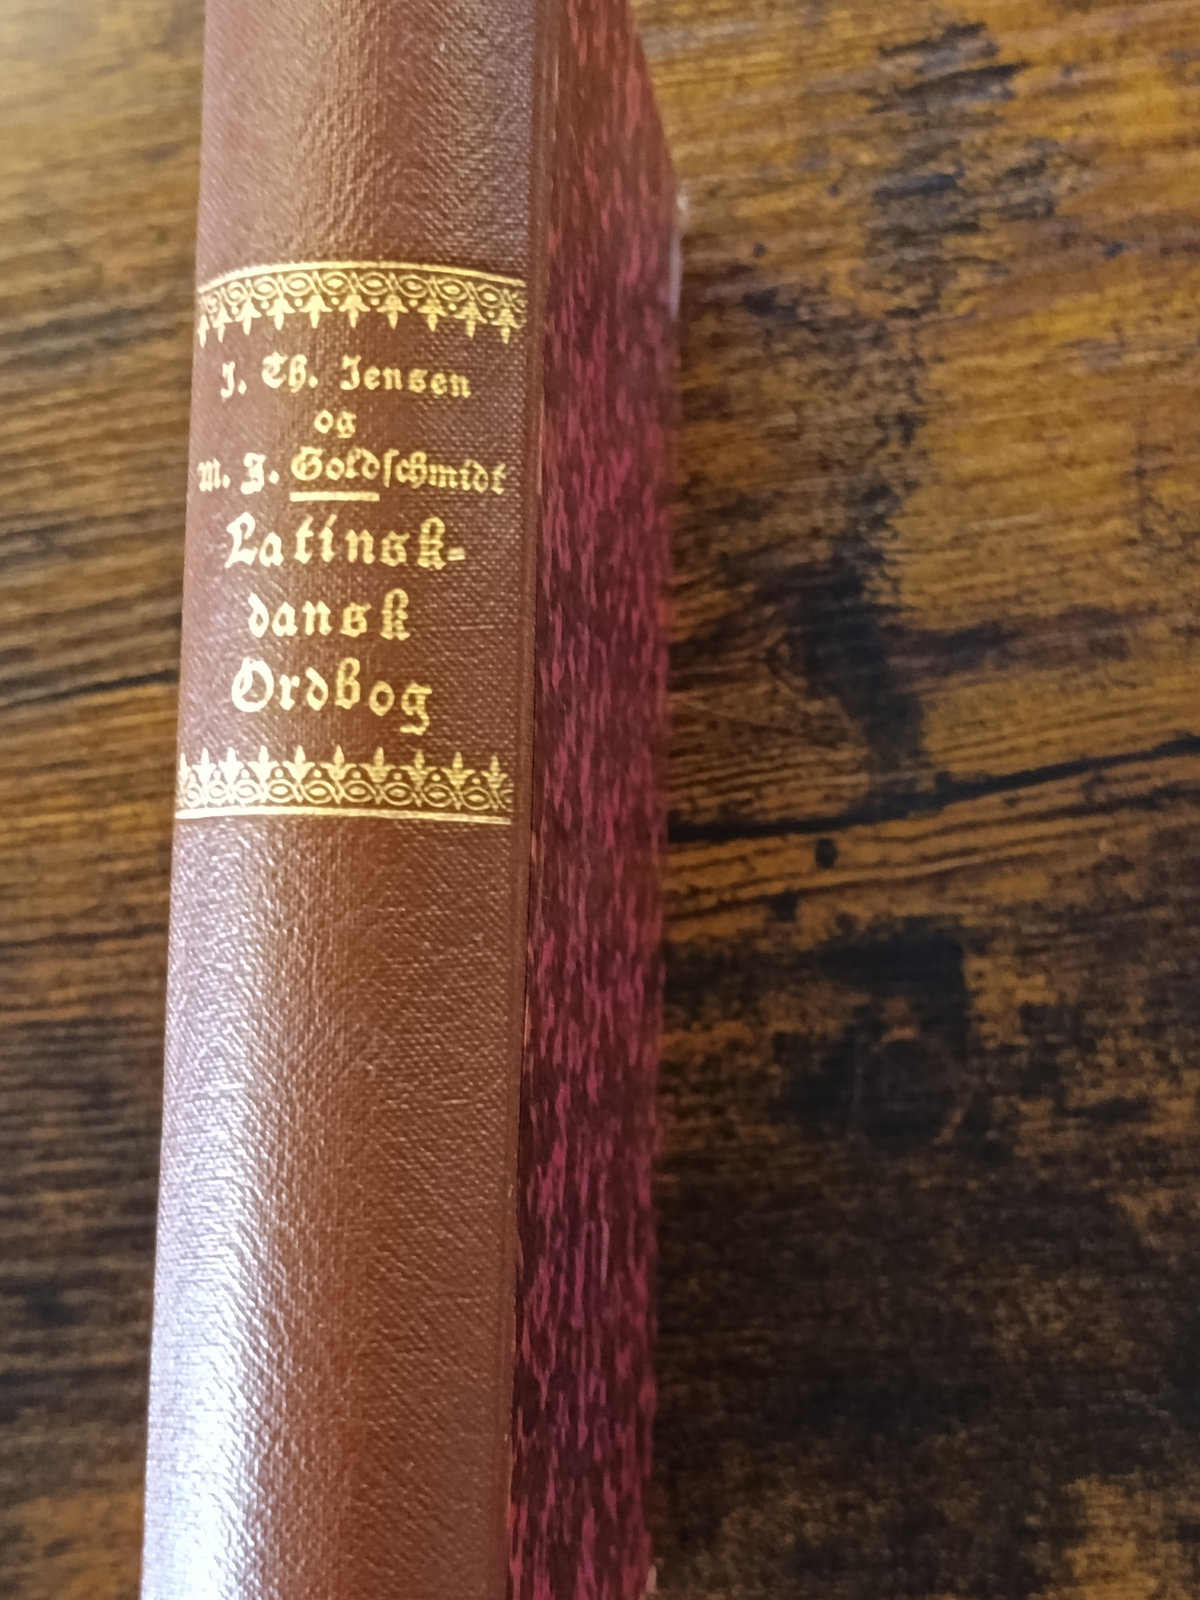 J. Th. Jensen
og
M. J. Goldſchmidt
Latinsk-
dansk
Ordbog